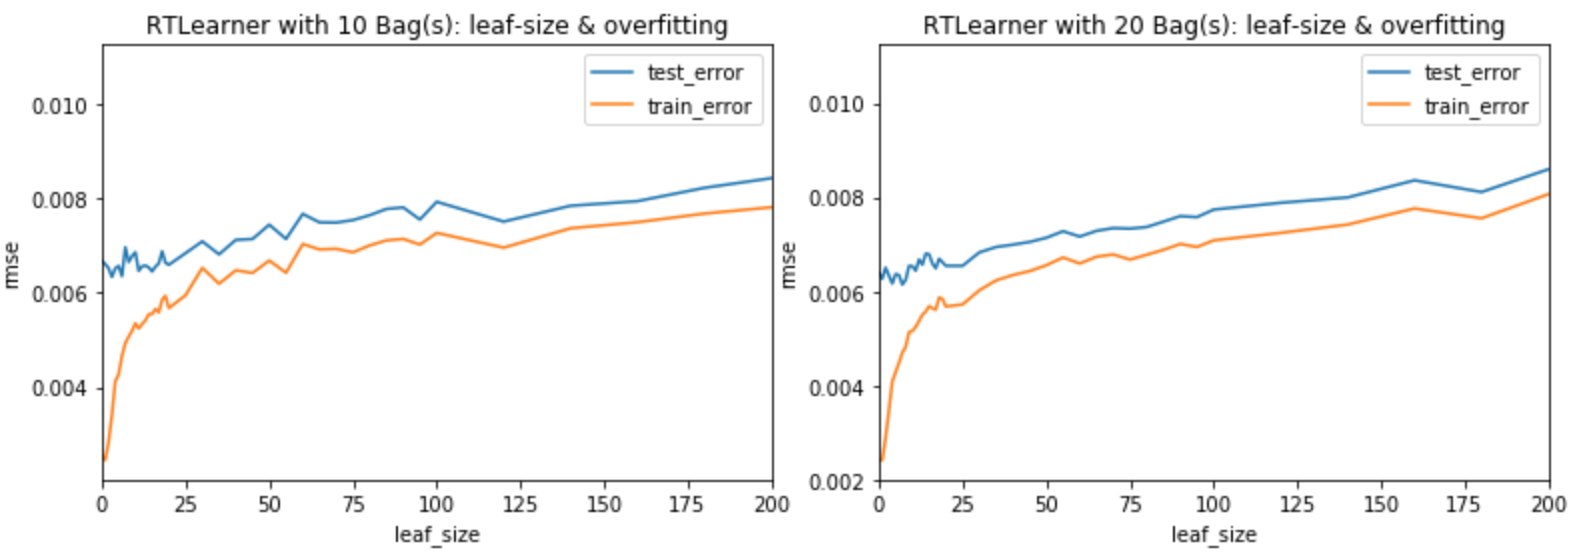 RTLearner with 10 Bag(s): leaf-size & overfitting
test_error
train_error
0.010
0.008
0.006
0.004
rmse
0 25 50 75 100 125 150 175 200
leaf_size
RTLearner with 20 Bag(s): leaf-size & overfitting
test_error
train_error
0.010
0.008
0.006
0.004
0.002
rmse
0 25 50 75 100 125 150 175 200
leaf_size